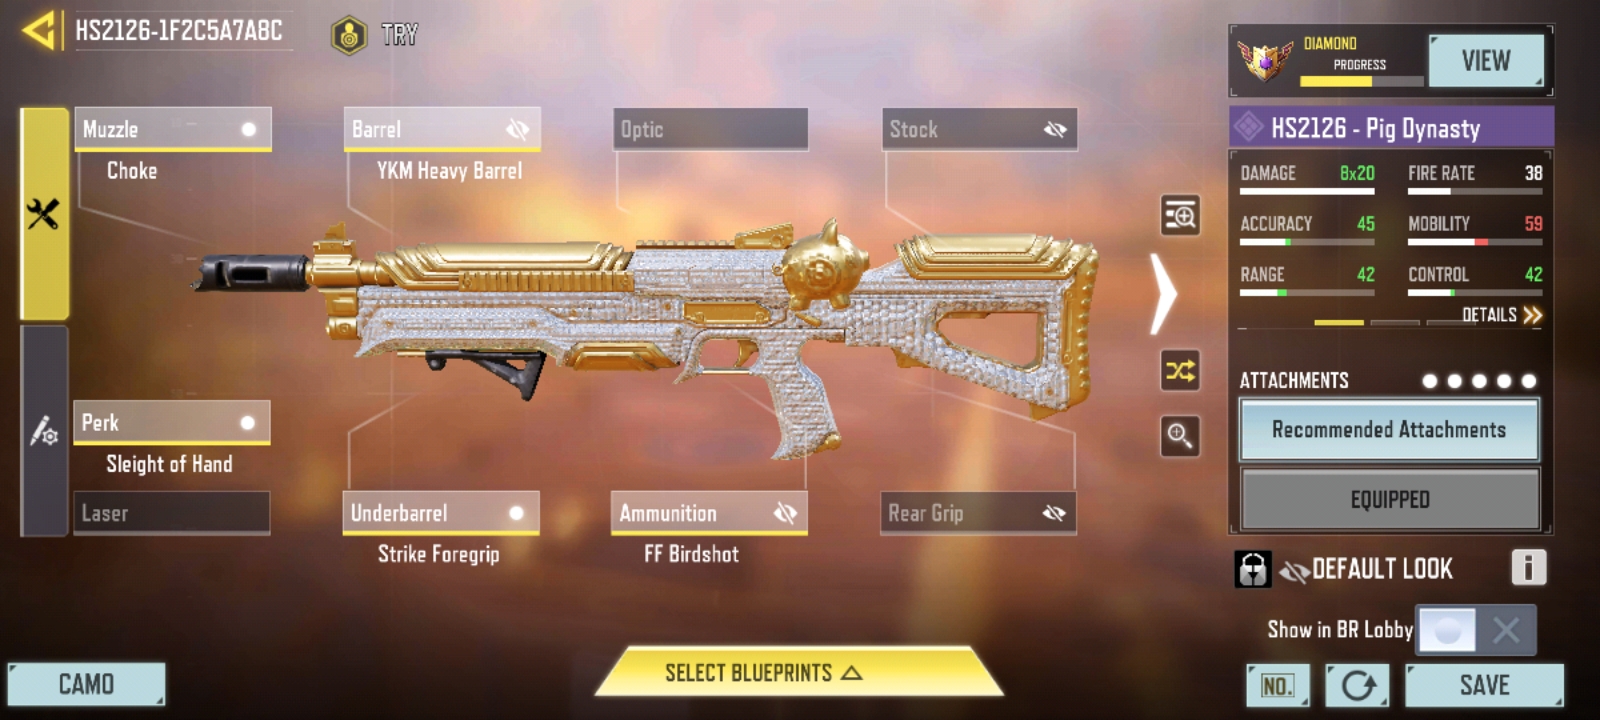 HS2126-1F2C5A7A8C
TRY
DIAMOND
PROGRESS
VIEW
Muzzle
Choke
Barrel
YKM Heavy Barrel
Optic
Stock
HS2126 - Pig Dynasty
DAMAGE 8x20
FIRE RATE 38
ACCURACY 45
MOBILITY 59
RANGE 42
CONTROL 42
DETAILS
ATTACHMENTS
Recommended Attachments
EQUIPPED
Perk
Sleight of Hand
Laser
Underbarrel
Strike Foregrip
Ammunition
FF Birdshot
Rear Grip
DEFAULT LOOK
i
Show in BR Lobby
CAMO
SELECT BLUEPRINTS
NO.
SAVE